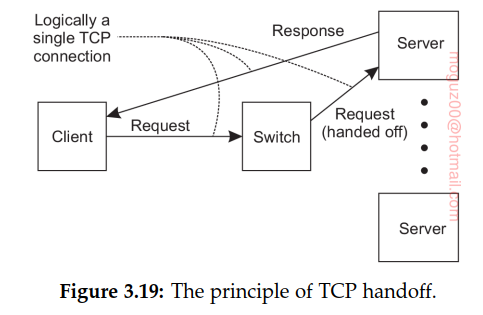 Logically a
single TCP
connection
Response
Server
Client
Request
Switch
Request
(handed off)
Server
moguz00@hotmail.com
Figure 3.19: The principle of TCP handoff.